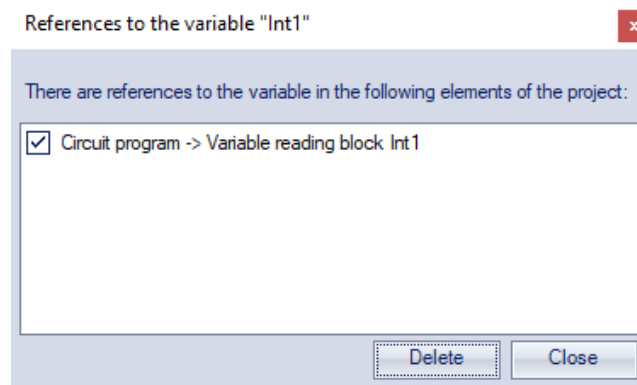 References to the variable "Int1"
x
There are references to the variable in the following elements of the project:
Circuit program -> Variable reading block Int1
Delete
Close